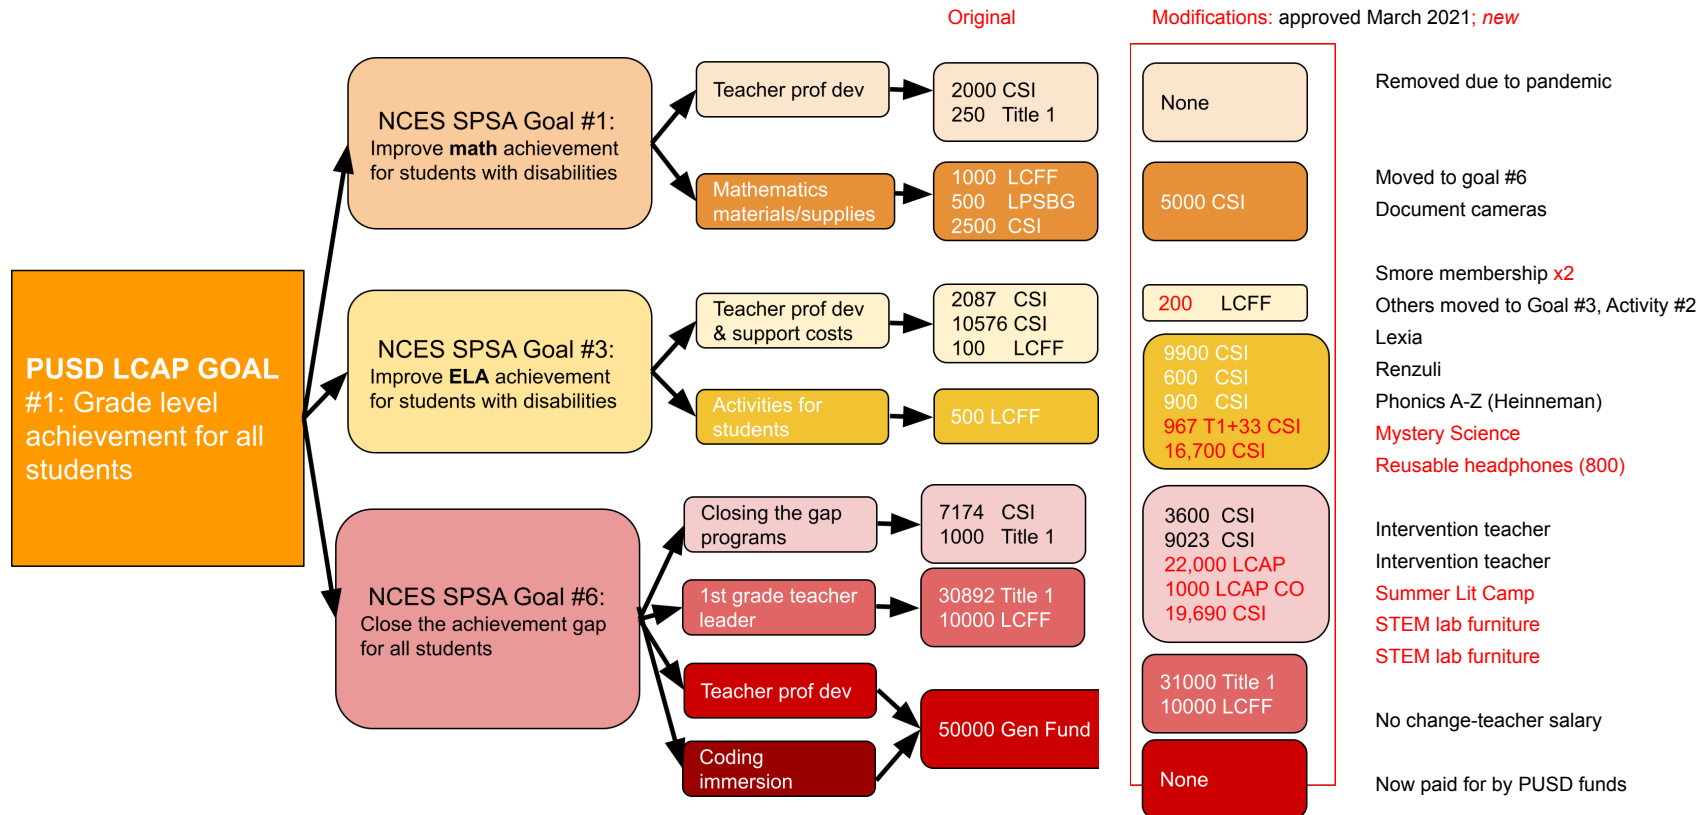 Original
Modifications: approved March 2021; new
PUSD LCAP GOAL
#1: Grade level
achievement for all
students
NCES SPSA Goal #1:
Improve math achievement
for students with disabilities
Teacher prof dev
2000 CSI
250 Title 1
None
Removed due to pandemic
Mathematics
materials/supplies
1000 LCFF
500 LPSBG
2500 CSI
5000 CSI
Moved to goal #6
Document cameras
NCES SPSA Goal #3:
Improve ELA achievement
for students with disabilities
Teacher prof dev
& support costs
2087 CSI
10576 CSI
100 LCFF
200 LCFF
Smore membership x2
Others moved to Goal #3, Activity #2
Activities for
students
500 LCFF
9900 CSI
600 CSI
900 CSI
967 T1+33 CSI
16,700 CSI
Lexia
Renzuli
Phonics A-Z (Heinneman)
Mystery Science
Reusable headphones (800)
NCES SPSA Goal #6:
Close the achievement gap
for all students
Closing the gap
programs
7174 CSI
1000 Title 1
3600 CSI
9023 CSI
22,000 LCAP
1000 LCAP CO
19,690 CSI
Intervention teacher
Intervention teacher
Summer Lit Camp
STEM lab furniture
STEM lab furniture
1st grade teacher
leader
30892 Title 1
10000 LCFF
31000 Title 1
10000 LCFF
No change-teacher salary
Teacher prof dev
Coding
immersion
50000 Gen Fund
None
Now paid for by PUSD funds